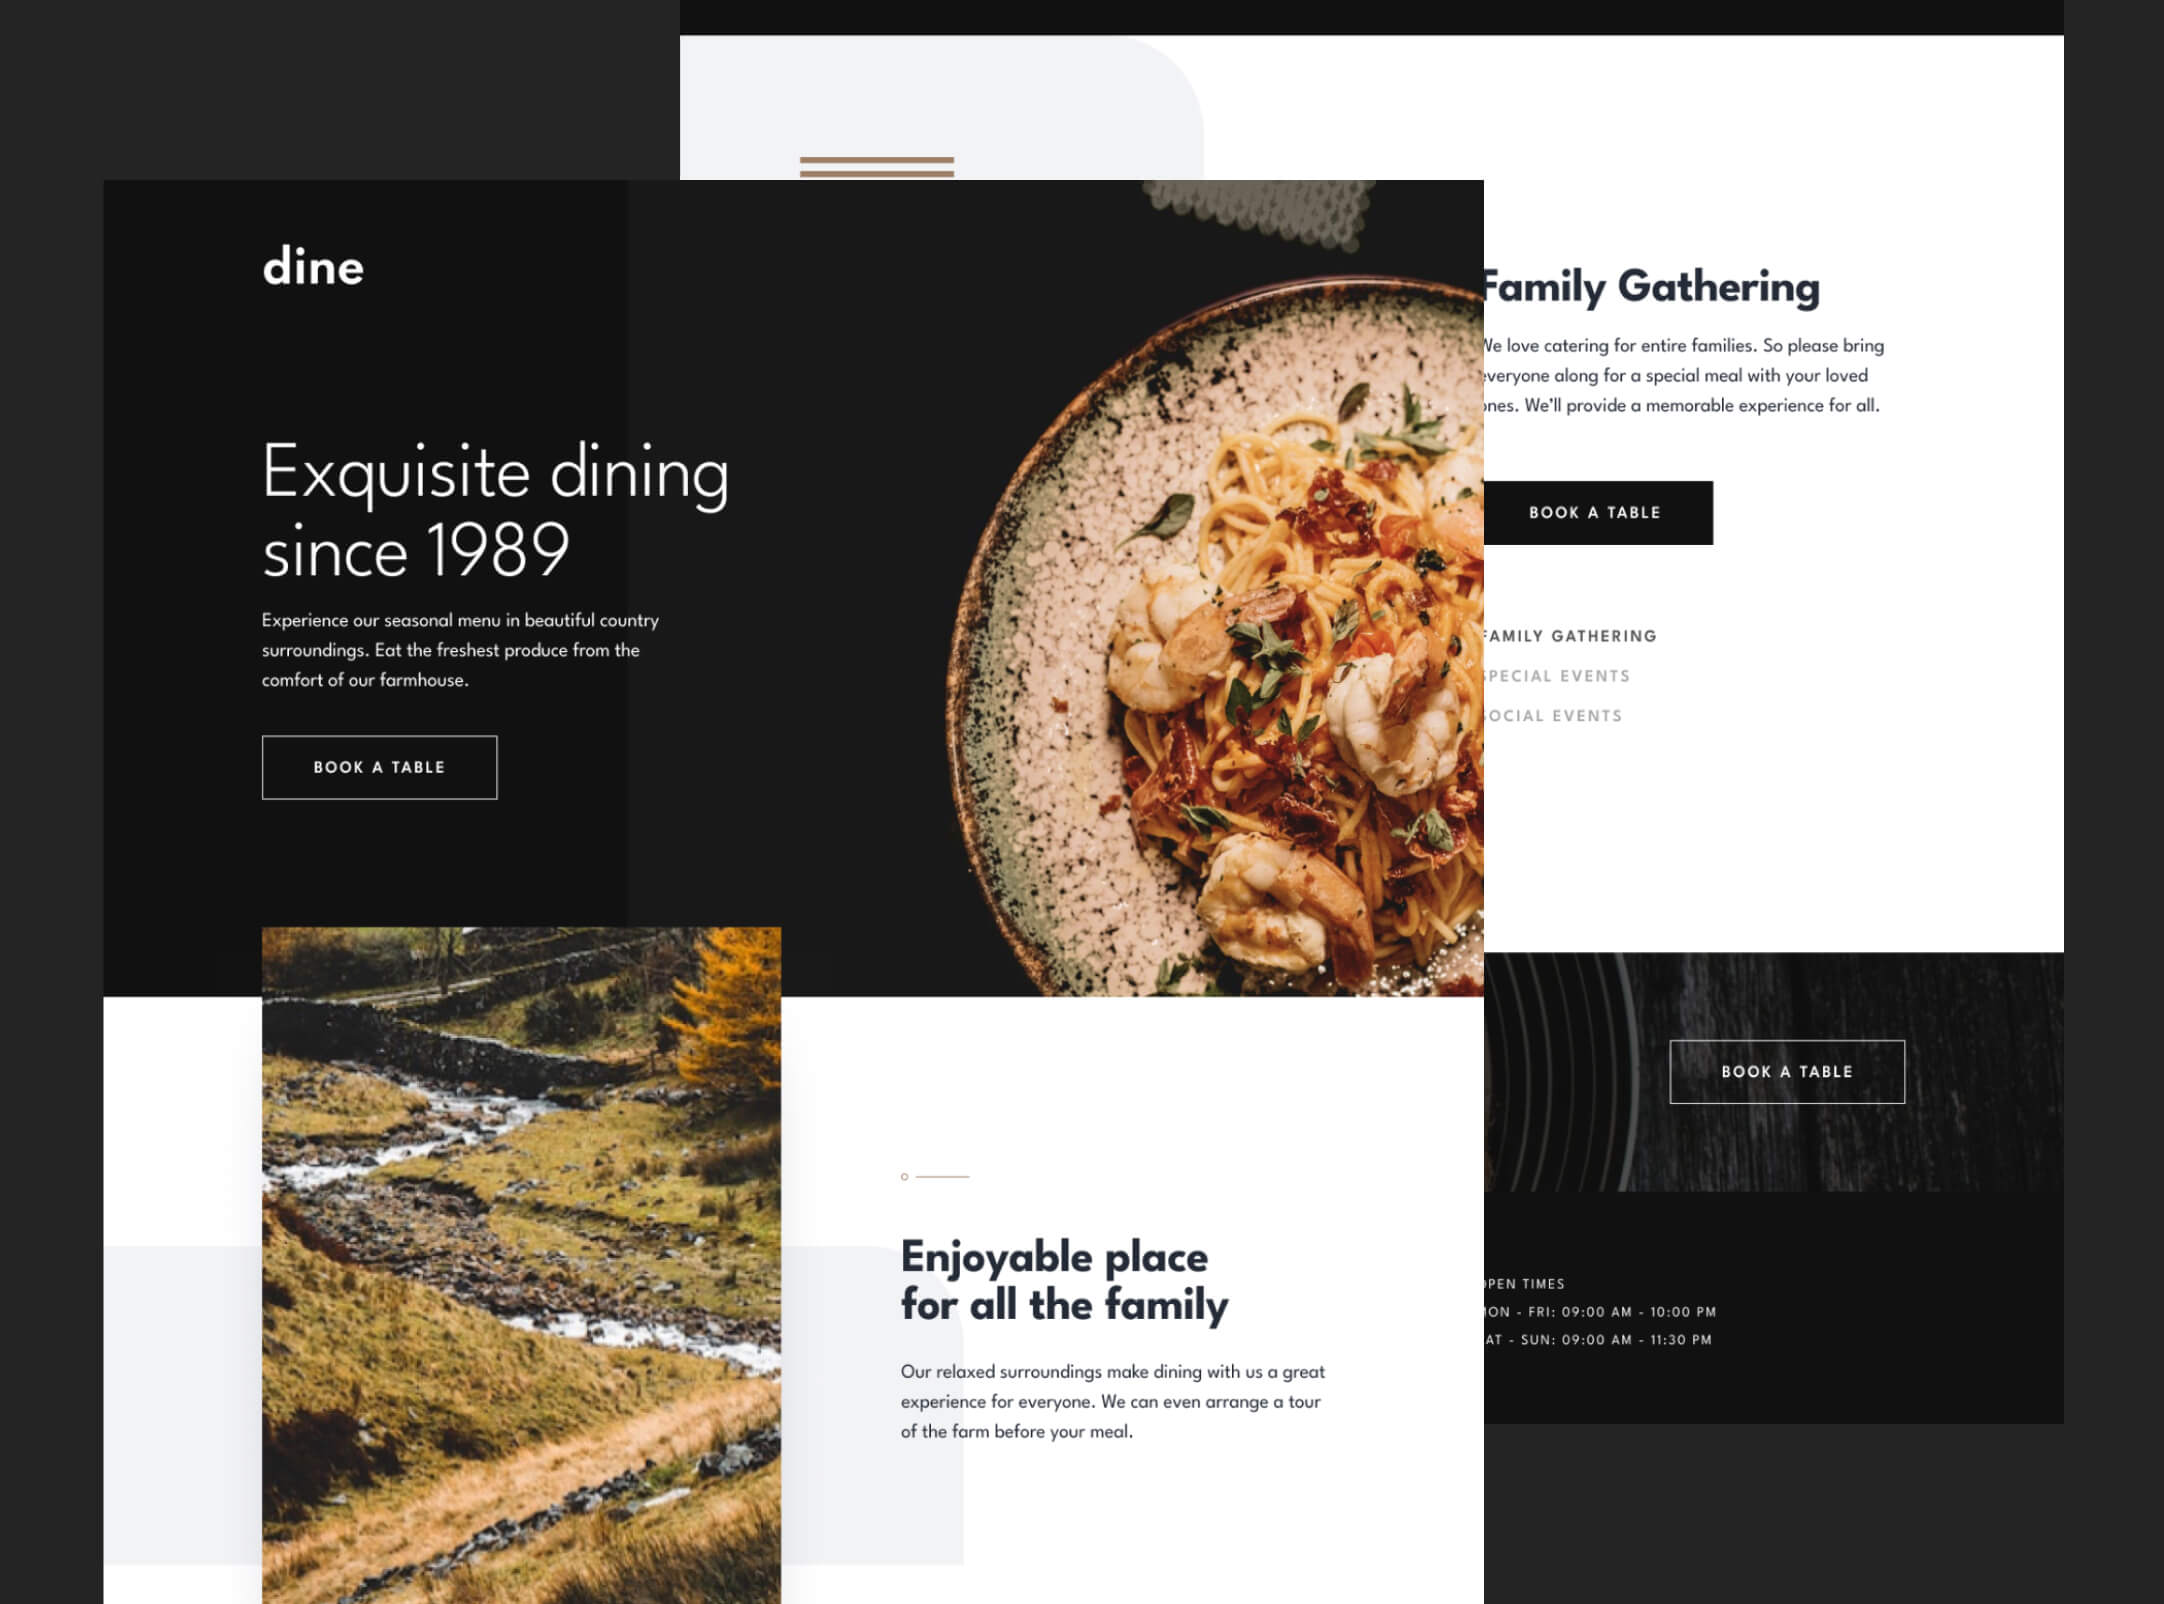 dine
Exquisite dining
since 1989
Experience our seasonal menu in beautiful country
surroundings. Eat the freshest produce from the
comfort of our farmhouse.
BOOK A TABLE
Enjoyable place
for all the family
Our relaxed surroundings make dining with us a great
experience for everyone. We can even arrange a tour
of the farm before your meal.
Family Gathering
We love catering for entire families. So please bring
everyone along for a special meal with your loved
ones. We’ll provide a memorable experience for all.
BOOK A TABLE
FAMILY GATHERING
SPECIAL EVENTS
SOCIAL EVENTS
BOOK A TABLE
OPEN TIMES
MON - FRI: 09:00 AM - 10:00 PM
SAT - SUN: 09:00 AM - 11:30 PM